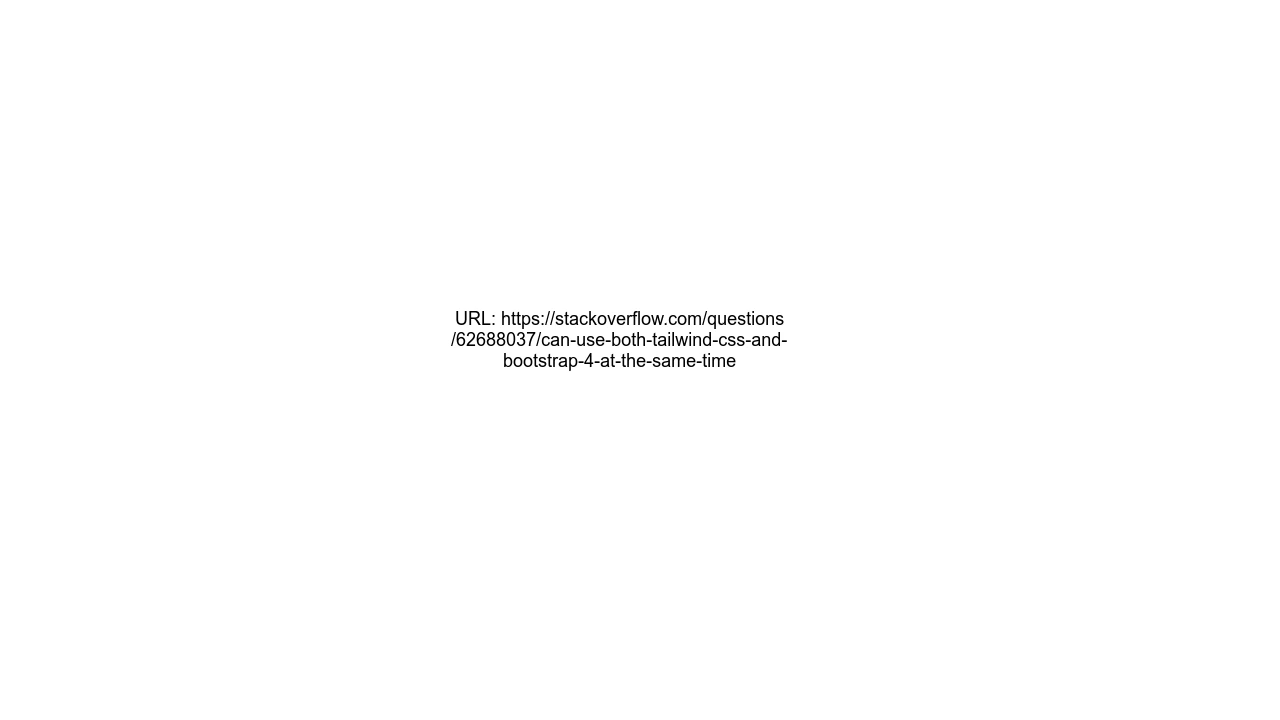 URL: https://stackoverflow.com/questions
/62688037/can-use-both-tailwind-css-and-
bootstrap-4-at-the-same-time